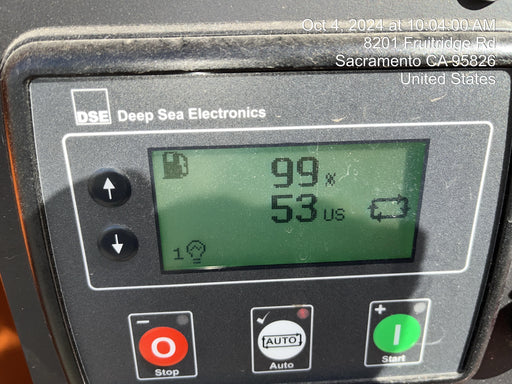 Oct 4, 2024 at 10:04:00 AM
8201 Fruitridge Rd
Sacramento CA 95826
United States
DSE Deep Sea Electronics
99 %
53 US
1
− +
O AUTO I
Stop Auto Start